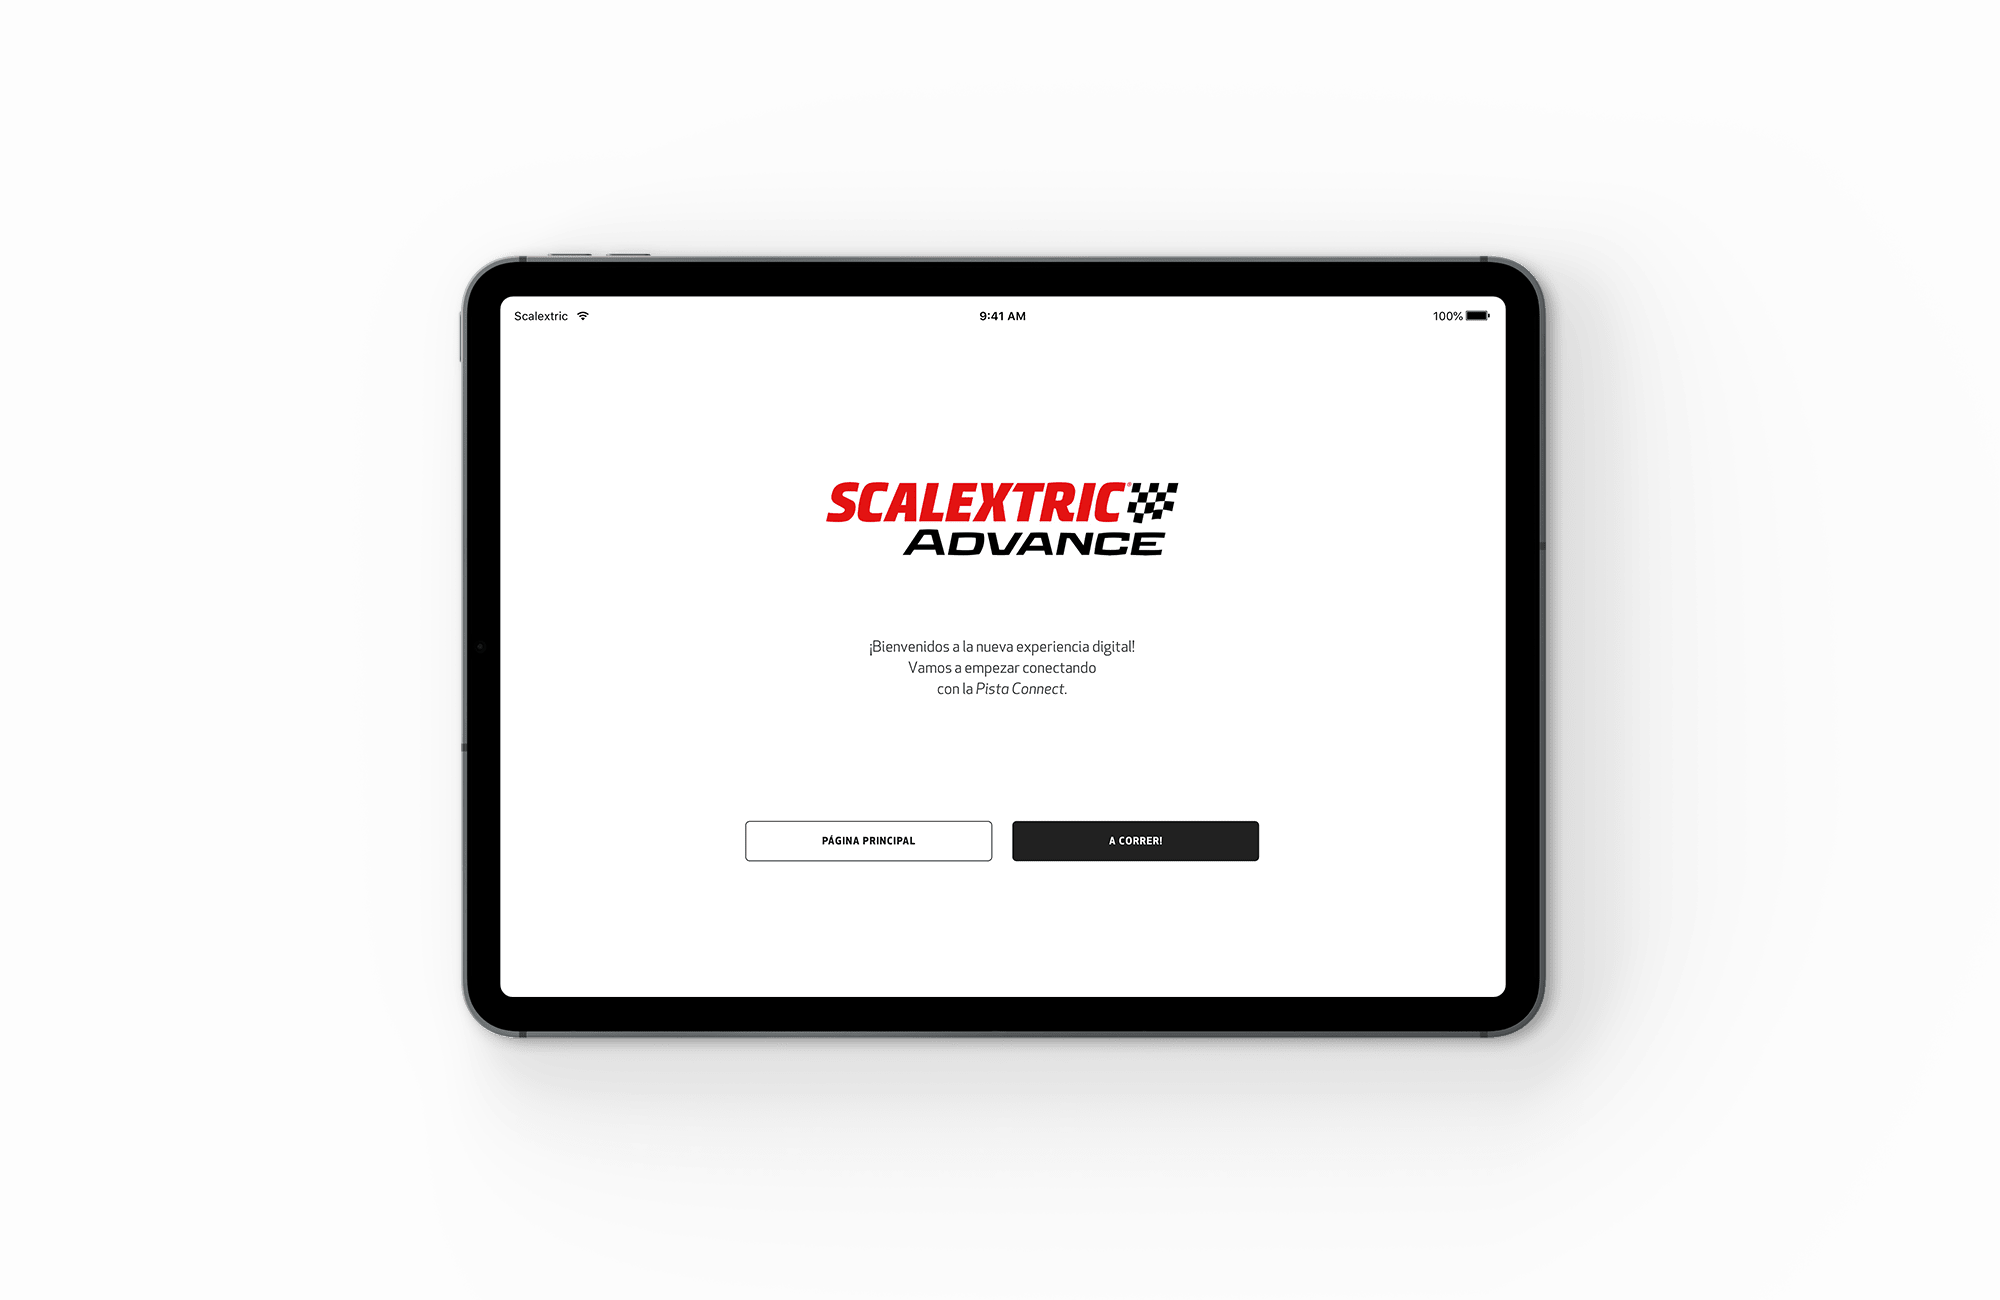 Scalextric
9:41 AM
100%
SCALEXTRIC®
ADVANCE
¡Bienvenidos a la nueva experiencia digital!
Vamos a empezar conectando
con la Pista Connect.
PÁGINA PRINCIPAL
A CORRER!